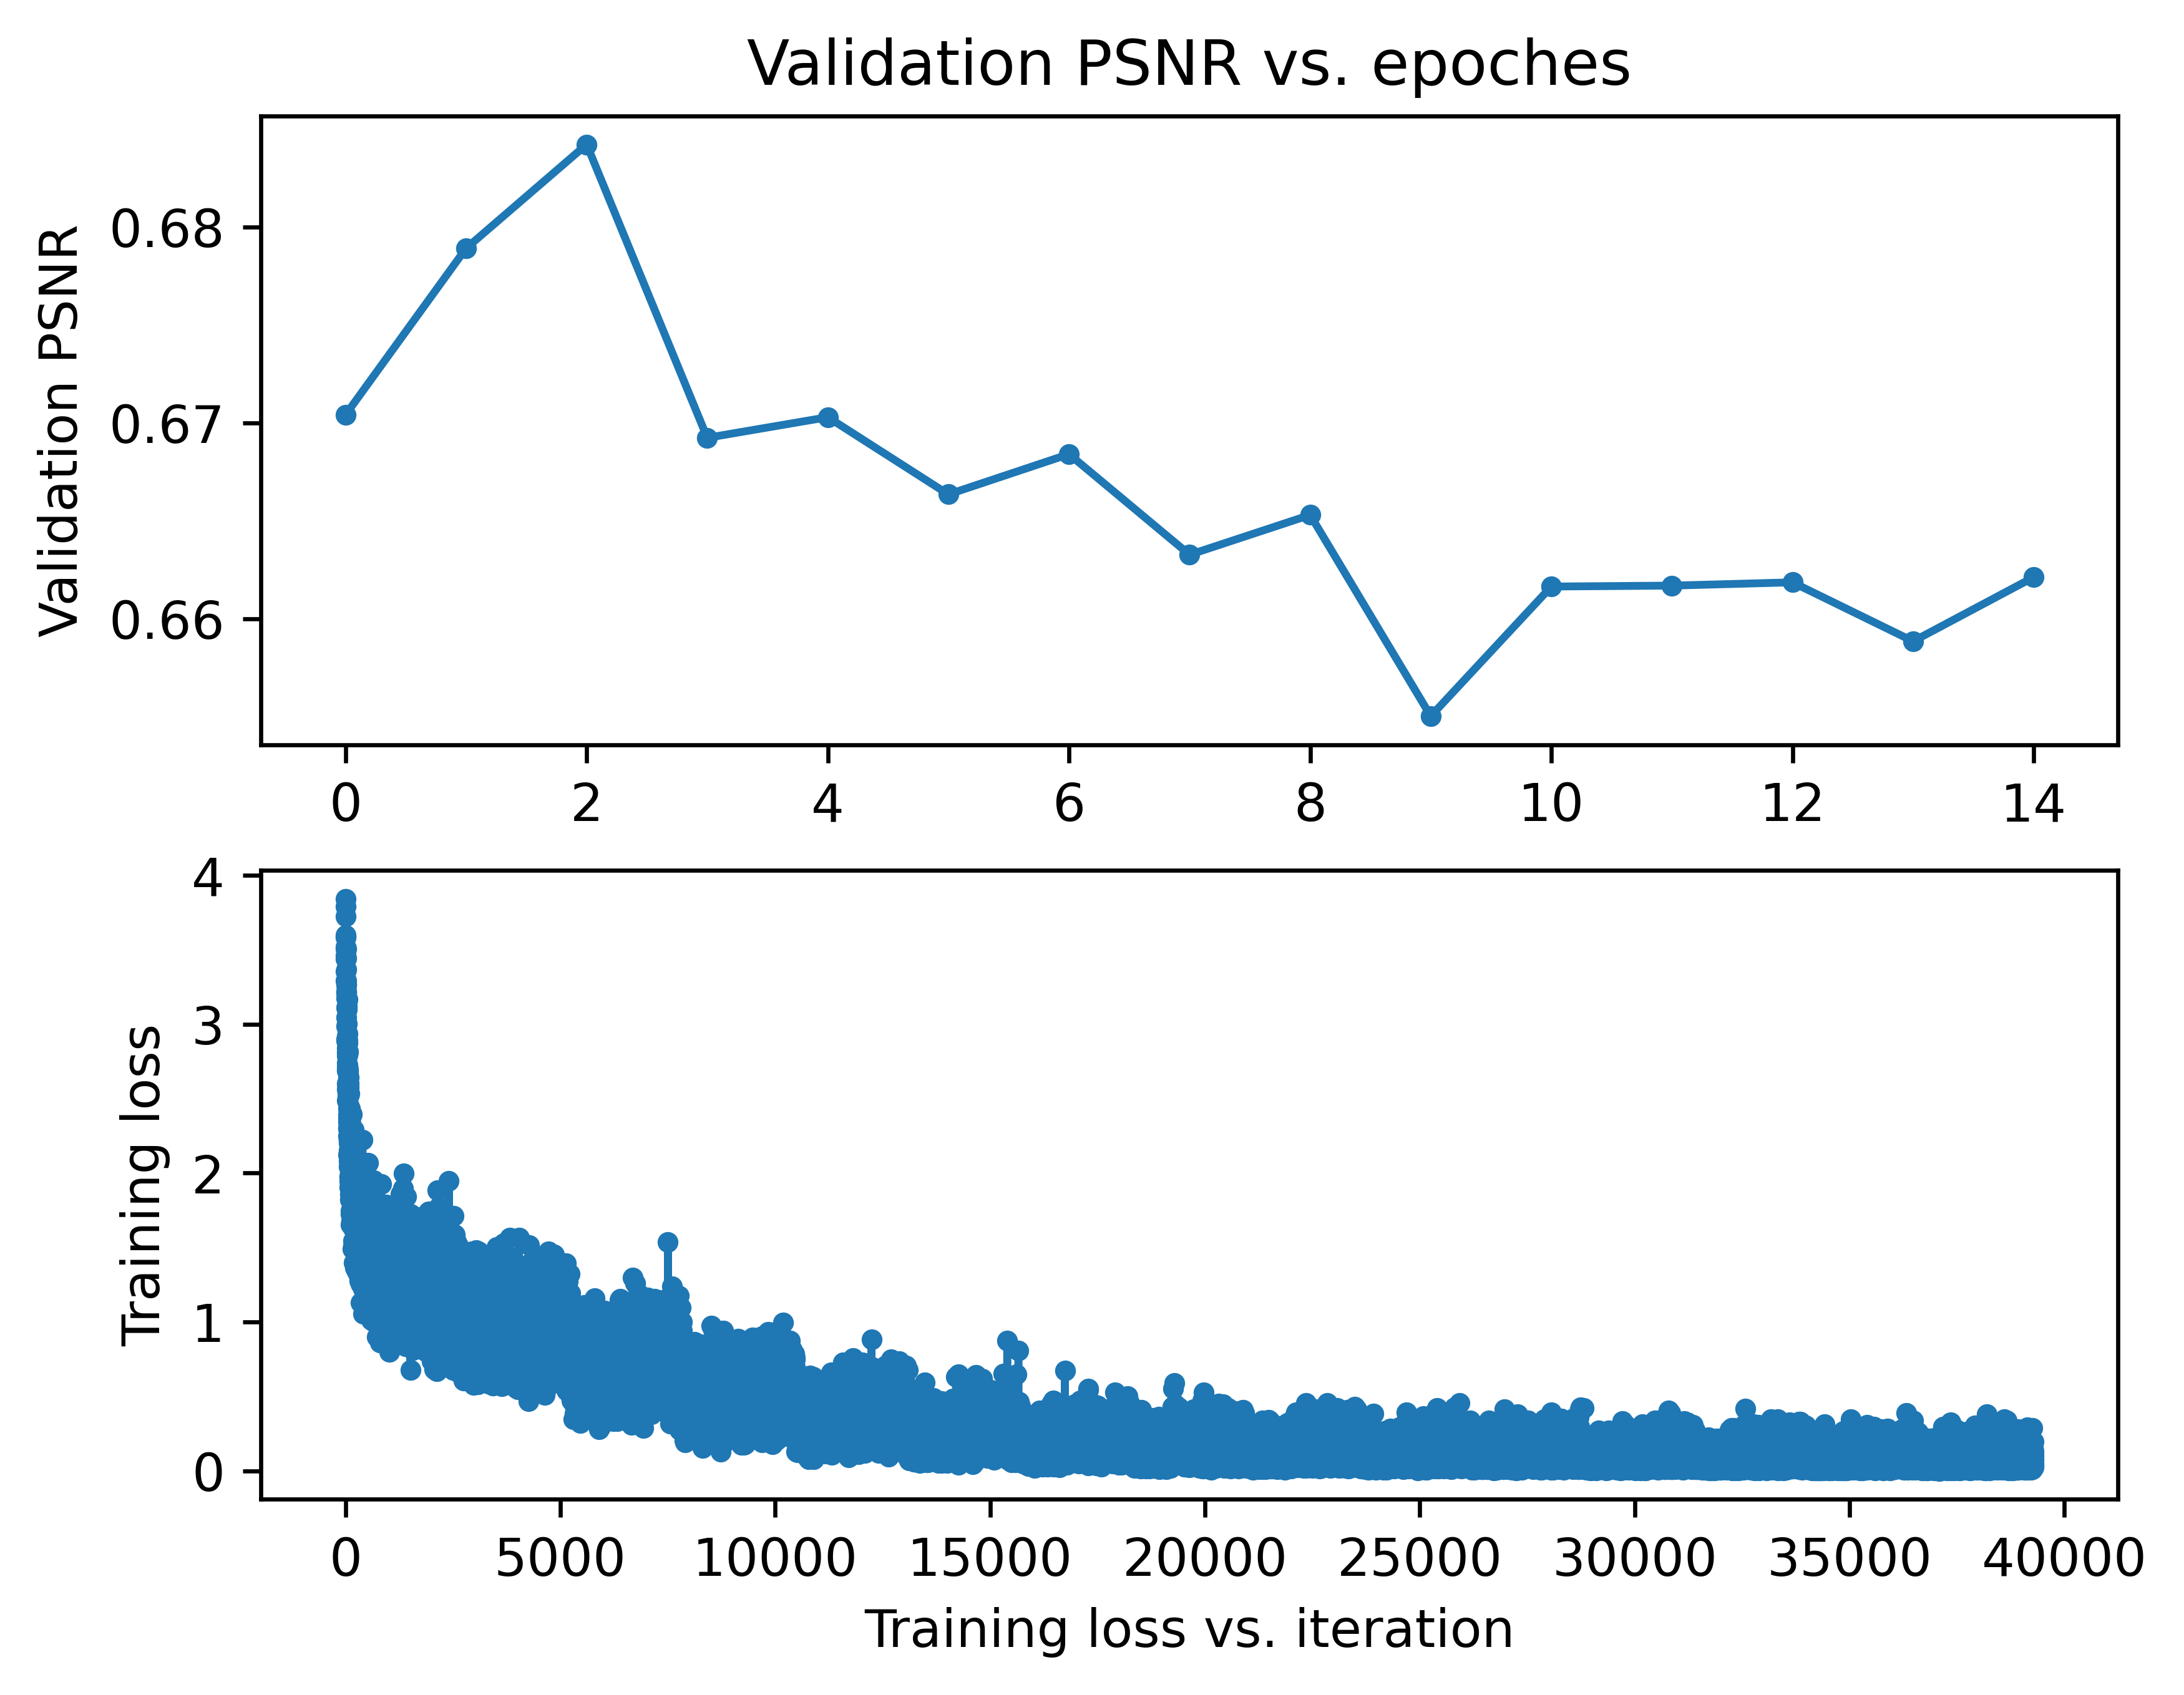 Validation PSNR vs. epoches
Validation PSNR
0.68
0.67
0.66
0 2 4 6 8 10 12 14
Training loss
4
3
2
1
0
0 5000 10000 15000 20000 25000 30000 35000 40000
Training loss vs. iteration